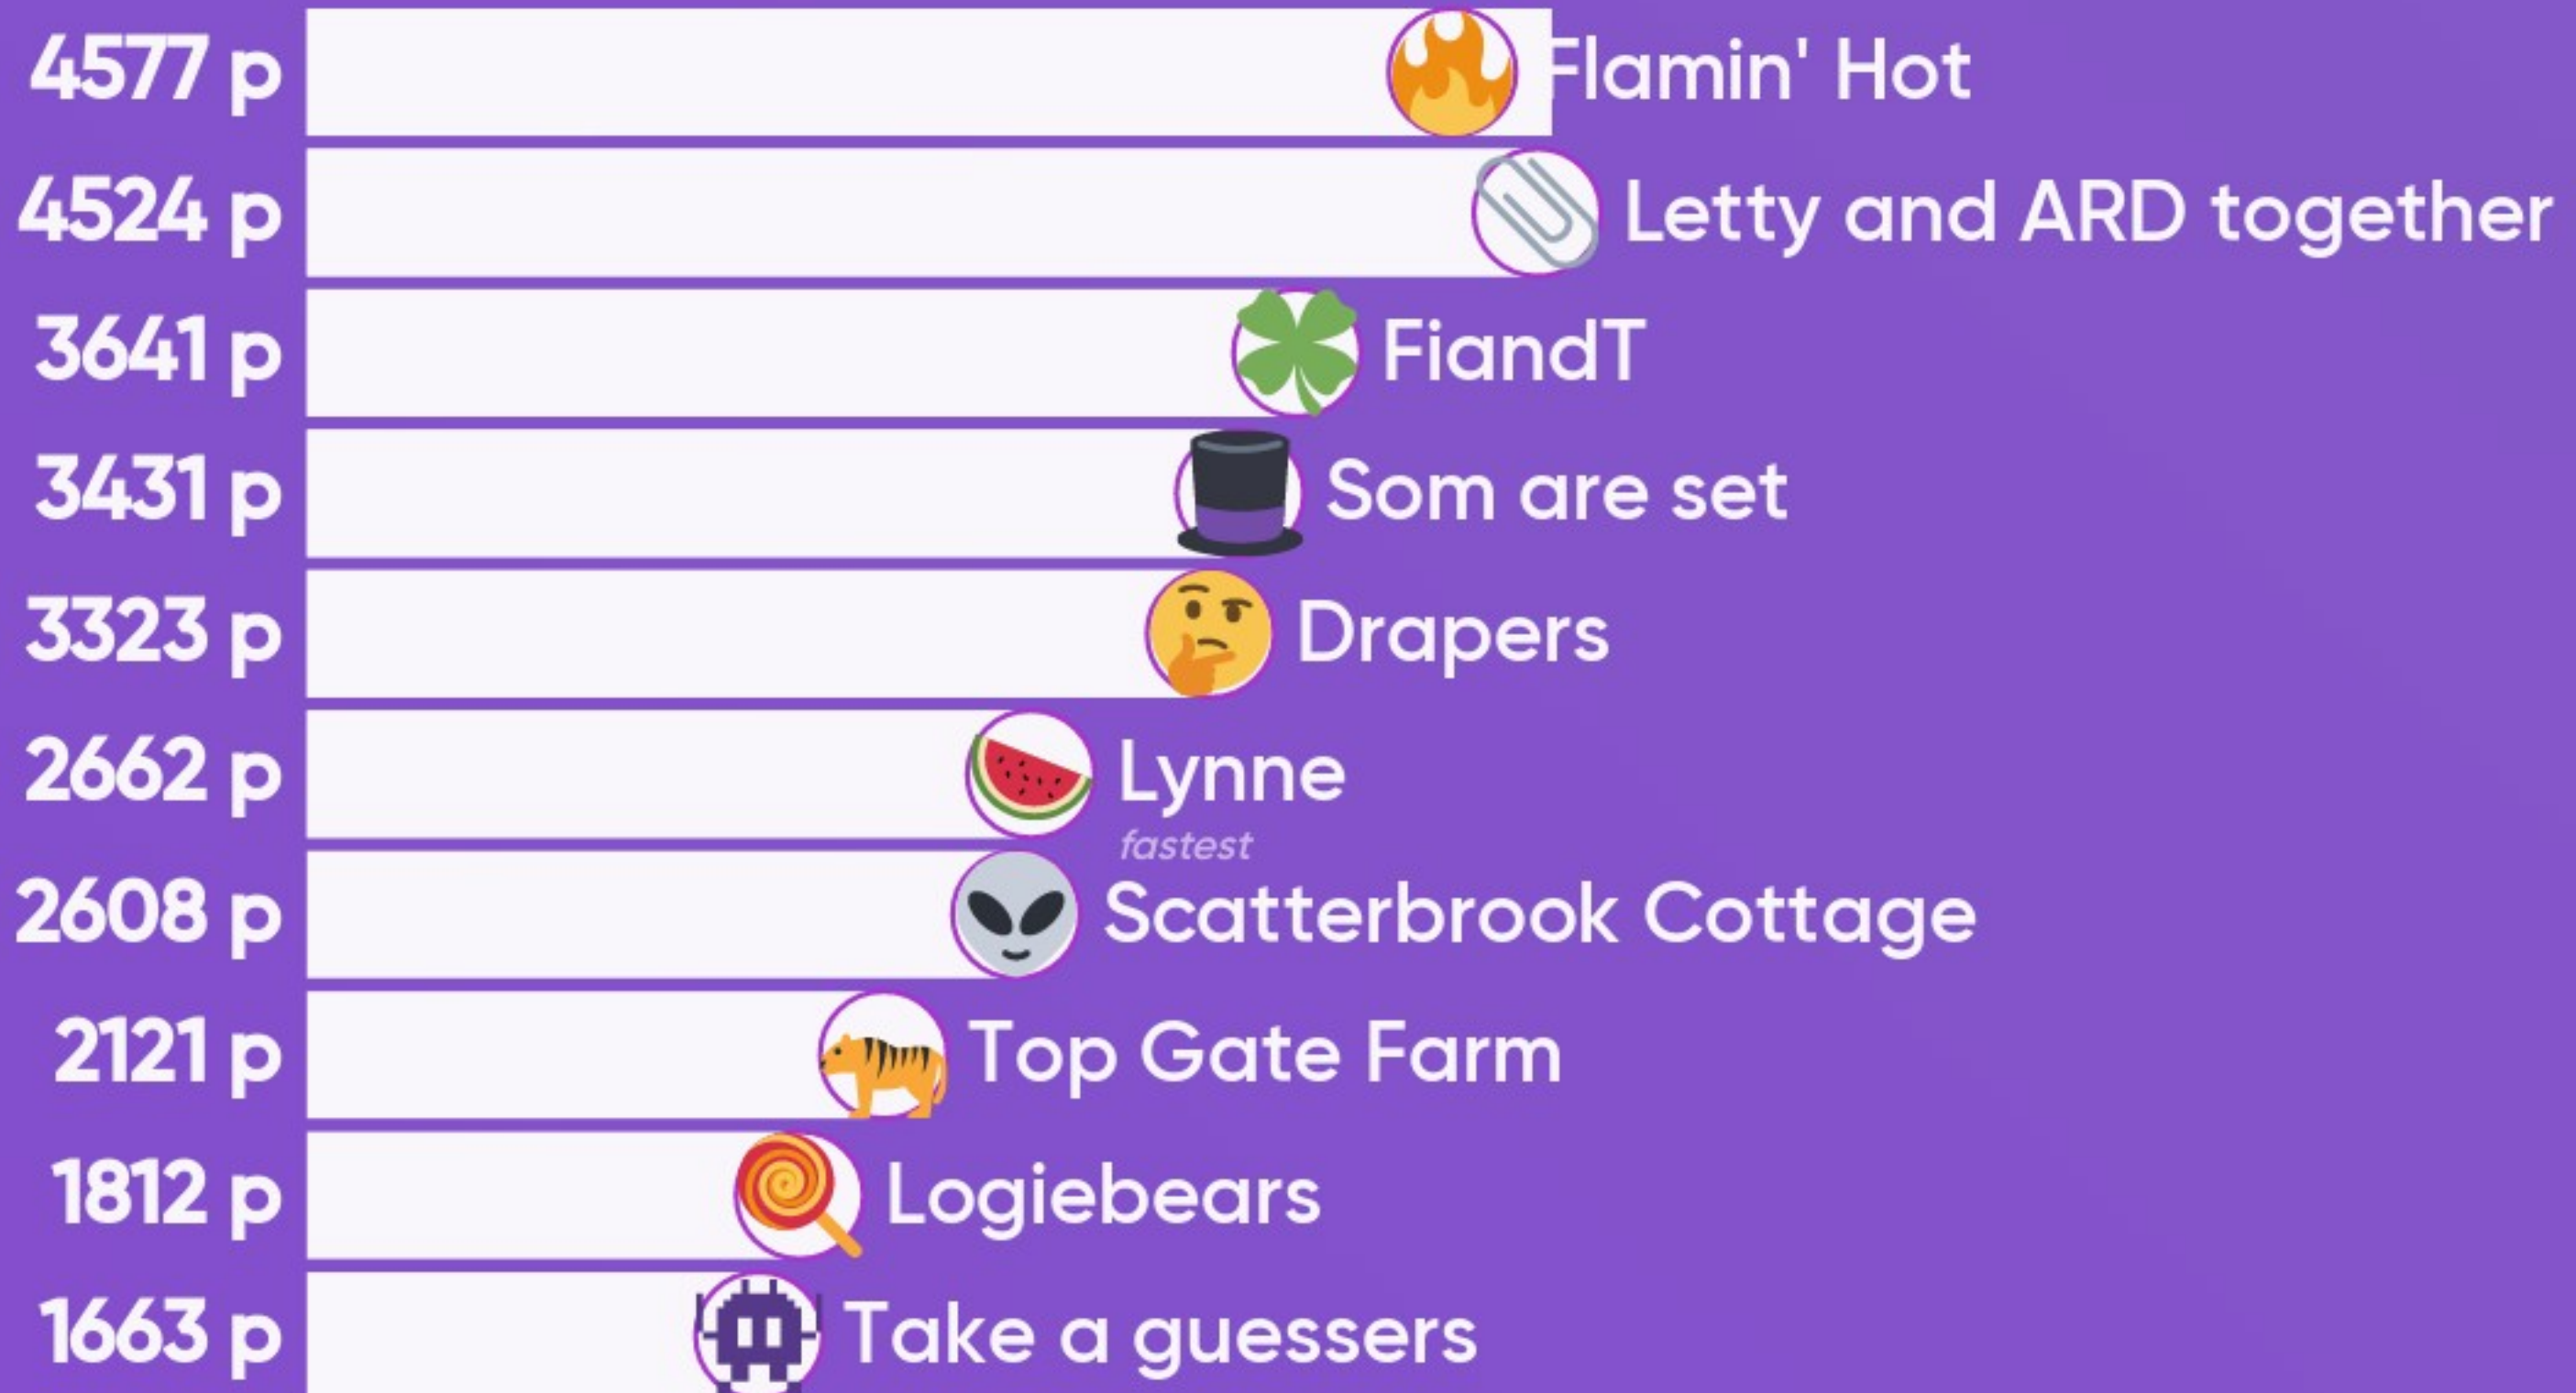 4577 p Flamin' Hot
4524 p Letty and ARD together
3641 p FiandT
3431 p Som are set
3323 p Drapers
2662 p Lynne
fastest
2608 p Scatterbrook Cottage
2121 p Top Gate Farm
1812 p Logiebears
1663 p Take a guessers